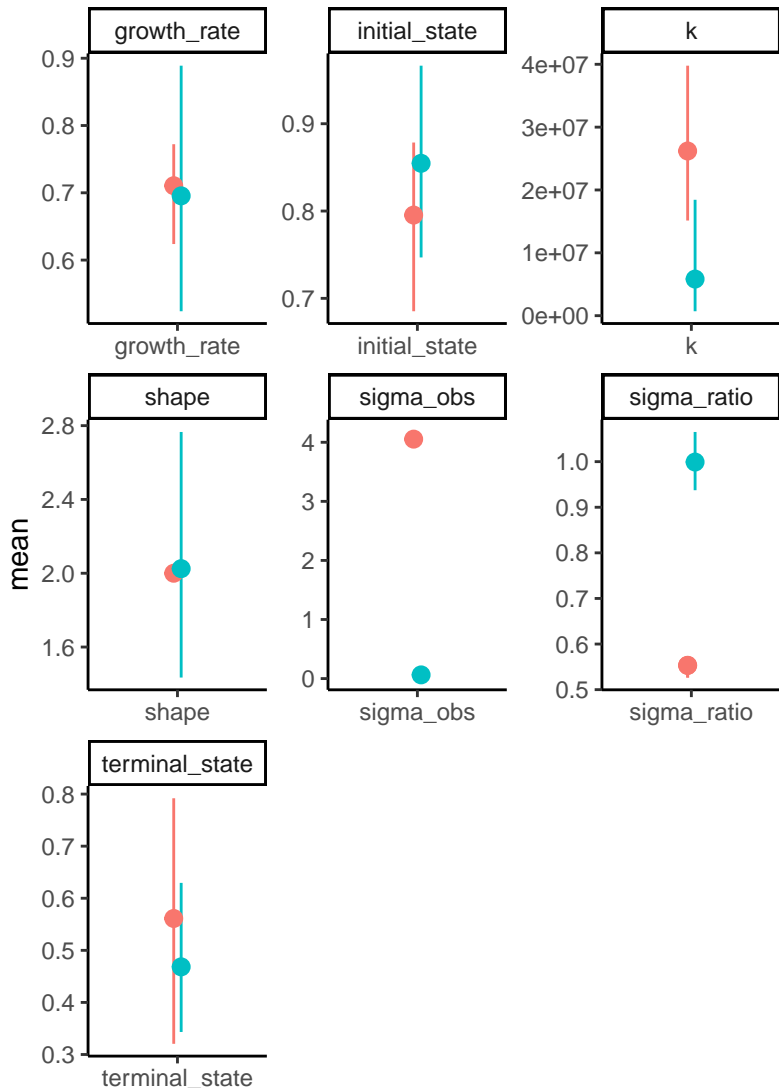 growth_rate
0.9
0.8
0.7
0.6
growth_rate
initial_state
0.9
0.8
0.7
initial_state
k
4e+07
3e+07
2e+07
1e+07
0e+00
k
mean
shape
2.8
2.4
2.0
1.6
shape
sigma_obs
4
3
2
1
0
sigma_obs
sigma_ratio
1.0
0.9
0.8
0.7
0.6
0.5
sigma_ratio
terminal_state
0.8
0.7
0.6
0.5
0.4
0.3
terminal_state